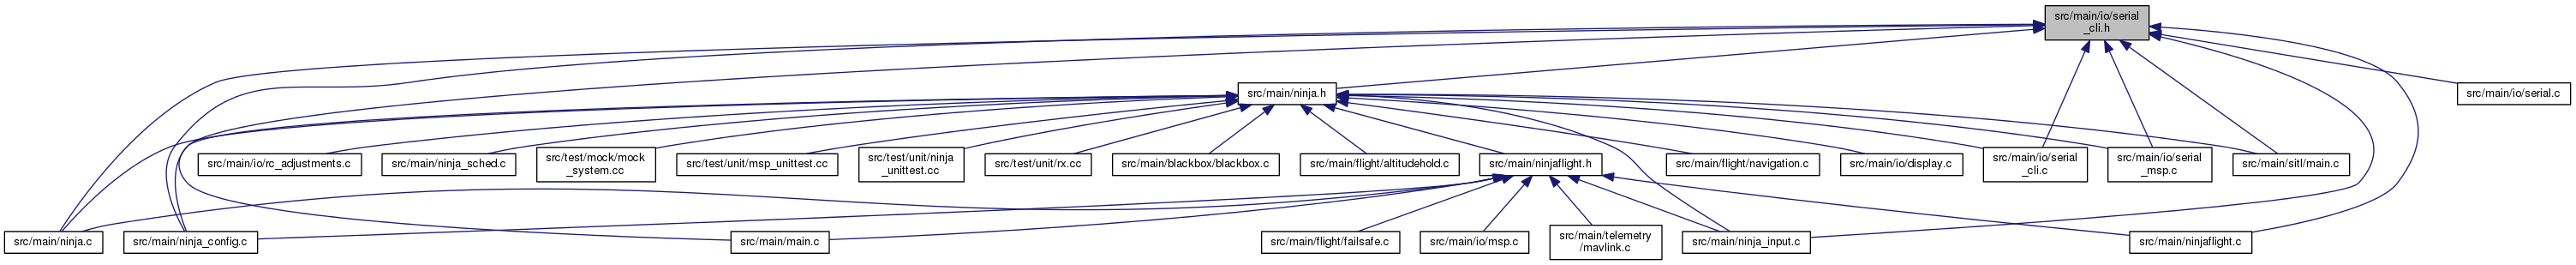 src/main/io/serial
_cli.h
src/main/ninja.h
src/main/io/serial.c
src/main/io/rc_adjustments.c
src/main/ninja_sched.c
src/test/mock/mock
_system.cc
src/test/unit/msp_unittest.cc
src/test/unit/ninja
_unittest.cc
src/test/unit/rx.cc
src/main/blackbox/blackbox.c
src/main/flight/altitudehold.c
src/main/ninjaflight.h
src/main/flight/navigation.c
src/main/io/display.c
src/main/io/serial
_cli.c
src/main/io/serial
_msp.c
src/main/sitl/main.c
src/main/ninja.c
src/main/ninja_config.c
src/main/main.c
src/main/flight/failsafe.c
src/main/io/msp.c
src/main/telemetry
/mavlink.c
src/main/ninja_input.c
src/main/ninjaflight.c